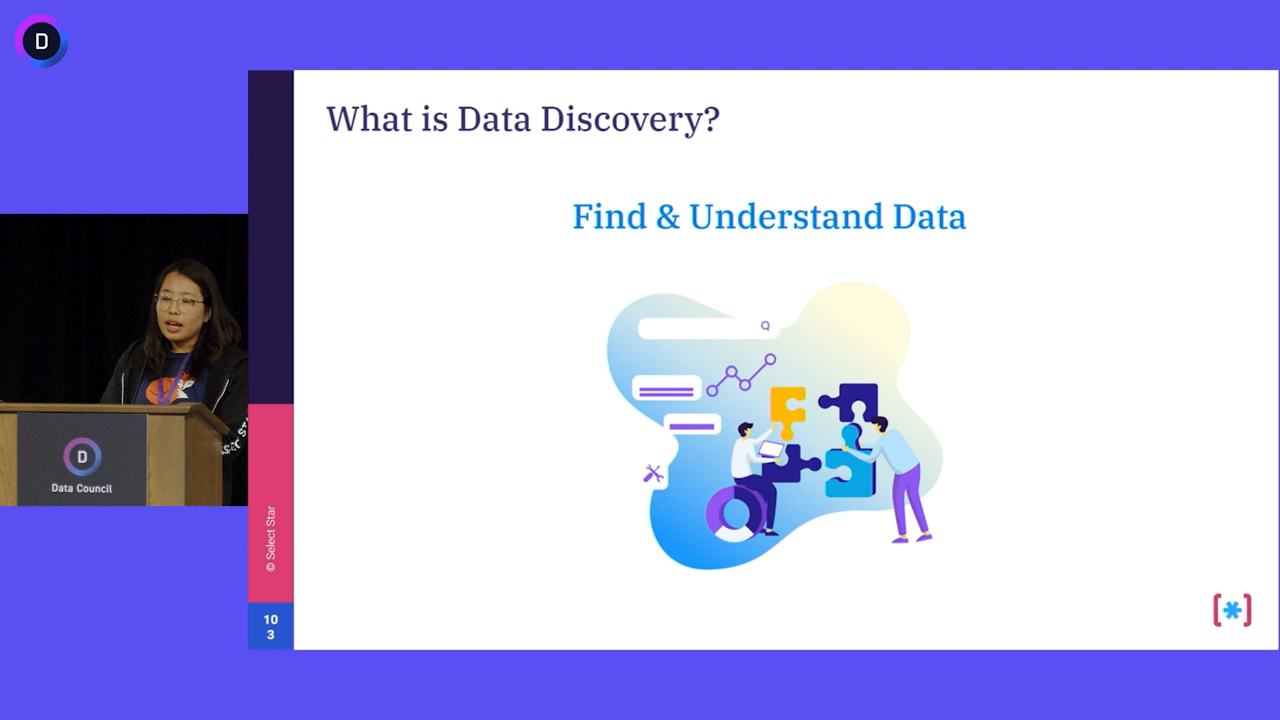 D
What is Data Discovery?
Find & Understand Data
D
Data Council
© Select Star
10
3
[*]